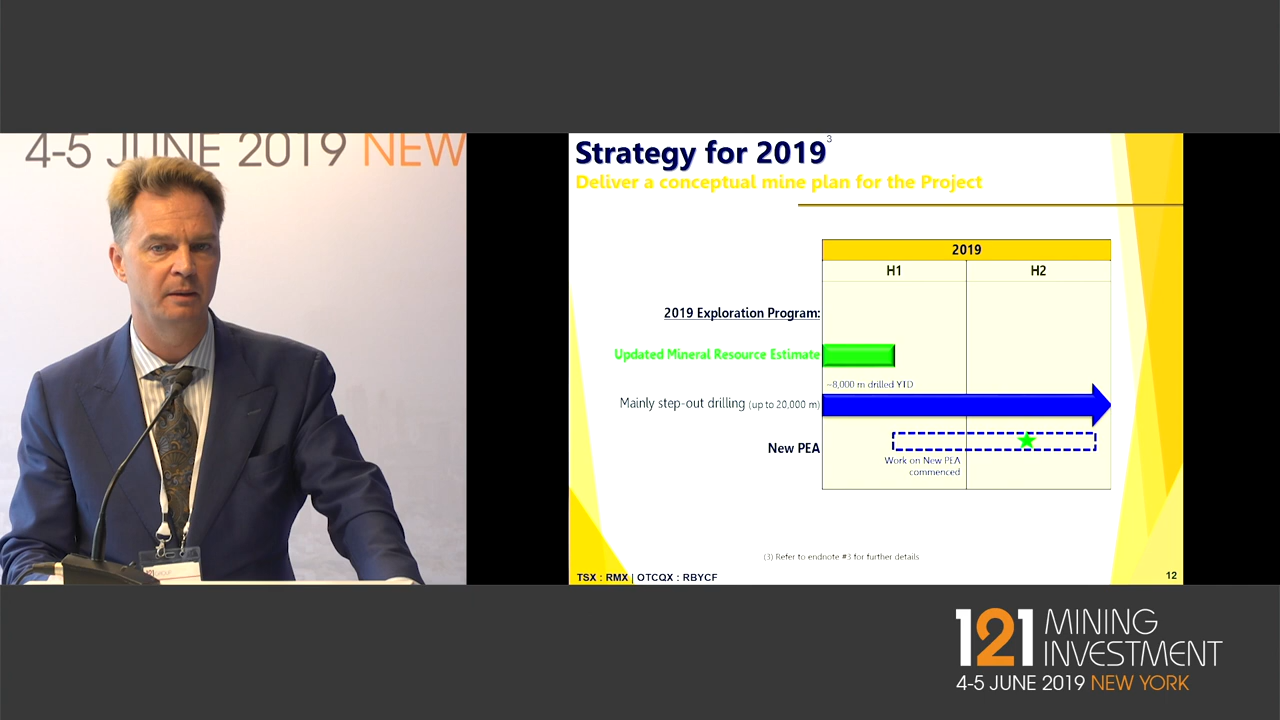 4-5 JUNE 2019 NEW
Strategy for 2019 3
Deliver a conceptual mine plan for the Project
2019
H1 H2
2019 Exploration Program:
Updated Mineral Resource Estimate
~8,000 m drilled YTD
Mainly step-out drilling (up to 20,000 m)
New PEA
Work on New PEA
commenced
(3) Refer to endnote #3 for further details
TSX : RMX | OTCQX : RBYCF
12
121 MINING
INVESTMENT
4-5 JUNE 2019 NEW YORK